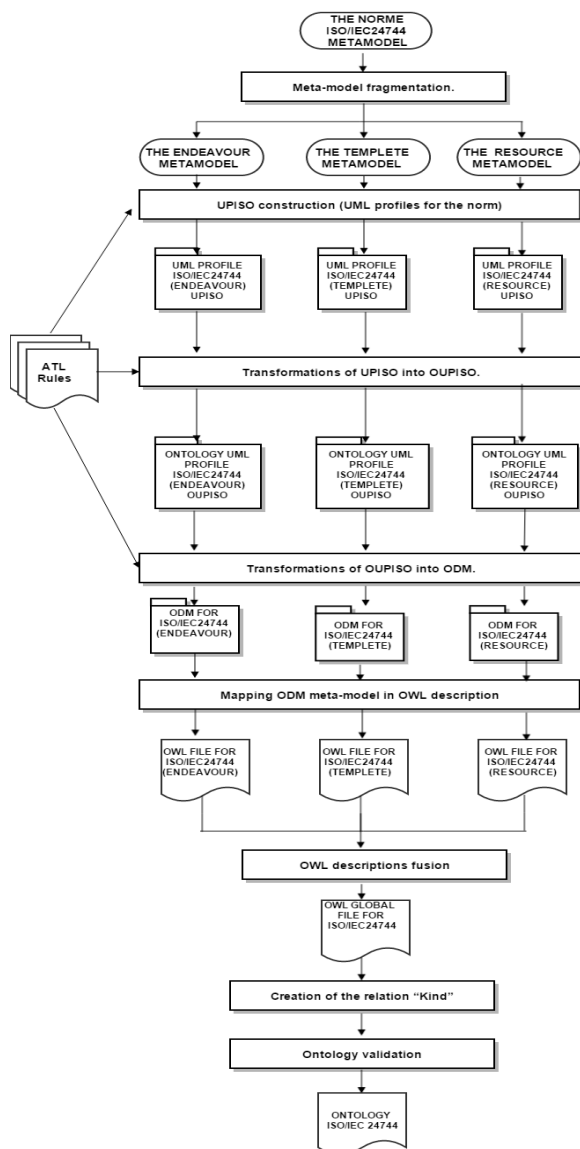 THE NORME
ISO/IEC24744
METAMODEL
Meta-model fragmentation.
THE ENDEAVOUR
METAMODEL
THE TEMPLETE
METAMODEL
THE RESOURCE
METAMODEL
UPISO construction (UML profiles for the norm)
UML PROFILE
ISO/IEC24744
(ENDEAVOUR)
UPISO
UML PROFILE
ISO/IEC24744
(TEMPLETE)
UPISO
UML PROFILE
ISO/IEC24744
(RESOURCE)
UPISO
ATL
Rules
Transformations of UPISO into OUPISO.
ONTOLOGY UML
PROFILE
ISO/IEC24744
(ENDEAVOUR)
OUPISO
ONTOLOGY UML
PROFILE
ISO/IEC24744
(TEMPLETE)
OUPISO
ONTOLOGY UML
PROFILE
ISO/IEC24744
(RESOURCE)
OUPISO
Transformations of OUPISO into ODM.
ODM FOR
ISO/IEC24744
(ENDEAVOUR)
ODM FOR
ISO/IEC24744
(TEMPLETE)
ODM FOR
ISO/IEC24744
(RESOURCE)
Mapping ODM meta-model in OWL description
OWL FILE FOR
ISO/IEC24744
(ENDEAVOUR)
OWL FILE FOR
ISO/IEC24744
(TEMPLETE)
OWL FILE FOR
ISO/IEC24744
(RESOURCE)
OWL descriptions fusion
OWL GLOBAL
FILE FOR
ISO/IEC24744
Creation of the relation “Kind”
Ontology validation
ONTOLOGY
ISO/IEC 24744